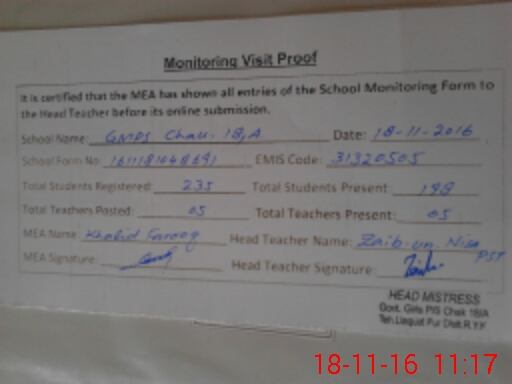 Monitoring Visit Proof
It is certified that the MEA has shown all entries of the School Monitoring Form to
the Head Teacher before its online submission.
School Name: GMPS Chak. 18,A Date: 18-11-2016
School Form No: EMIS Code: 31320505
Total Students Registered: 235 Total Students Present: 198
Total Teachers Posted: 05 Total Teachers Present: 05
MEA Name: Khalid Farooq Head Teacher Name: Zaib-un-Nisa
PST
MEA Signature: Head Teacher Signature:
HEAD MISTRESS
Govt. Girls P/S Chak 18/A
Teh. Liaquat Pur Distt. R.Y.K
18-11-16 11:17